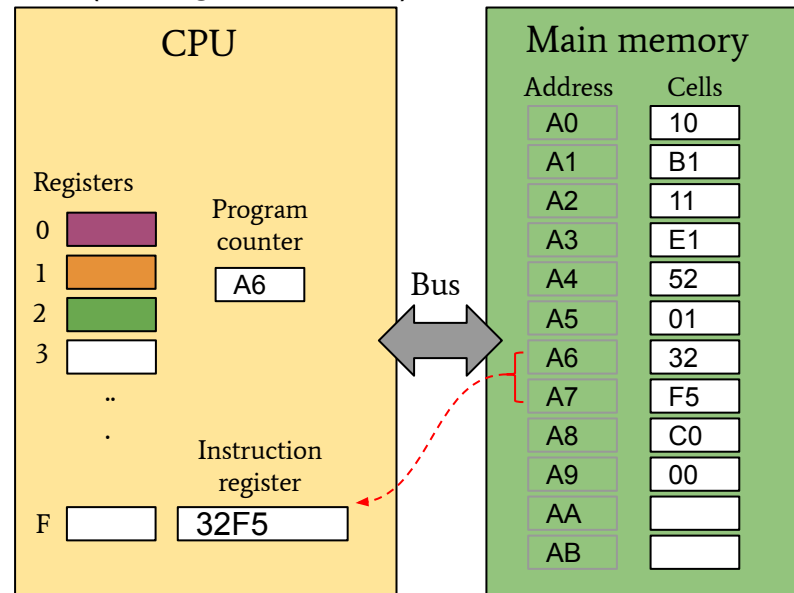 CPU
Registers
0
1
2
3
..
.
F
Program
counter
A6
Instruction
register
32F5
Bus
Main memory
Address Cells
A0 10
A1 B1
A2 11
A3 E1
A4 52
A5 01
A6 32
A7 F5
A8 C0
A9 00
AA
AB